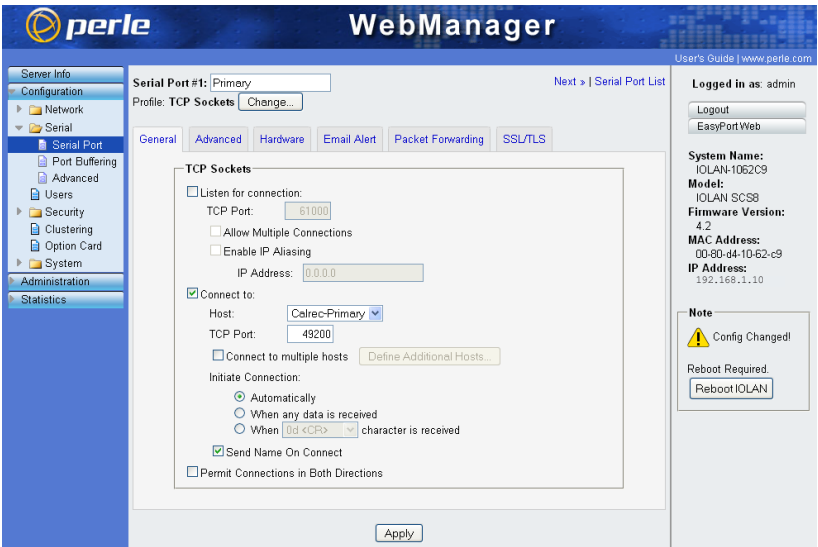 perle
WebManager
User's Guide | www.perle.com
Server Info
Configuration
Network
Serial
Serial Port
Port Buffering
Advanced
Users
Security
Clustering
Option Card
System
Administration
Statistics
Serial Port #1: Primary
Next » | Serial Port List
Profile: TCP Sockets Change...
General Advanced Hardware Email Alert Packet Forwarding SSL/TLS
TCP Sockets
Listen for connection:
TCP Port: 61000
Allow Multiple Connections
Enable IP Aliasing
IP Address: 0.0.0.0
Connect to:
Host: Calrec-Primary
TCP Port: 49200
Connect to multiple hosts Define Additional Hosts...
Initiate Connection:
Automatically
When any data is received
When 0d <CR> character is received
Send Name On Connect
Permit Connections in Both Directions
Apply
Logged in as: admin
Logout
EasyPort Web
System Name:
IOLAN-1062C9
Model:
IOLAN SCS8
Firmware Version:
4.2
MAC Address:
00-80-d4-10-62-c9
IP Address:
192.168.1.10
Note
Config Changed!
Reboot Required.
Reboot IOLAN